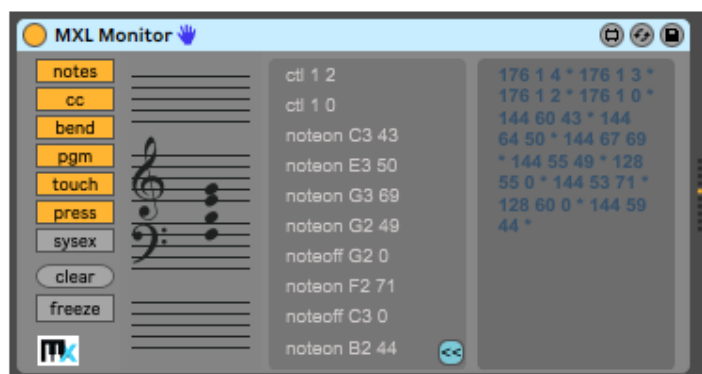 MXL Monitor
notes
cc
bend
pgm
touch
press
sysex
clear
freeze
mx
ctl 1 2
ctl 1 0
noteon C3 43
noteon E3 50
noteon G3 69
noteon G2 49
noteoff G2 0
noteon F2 71
noteoff C3 0
noteon B2 44
<<
176 1 4 * 176 1 3 *
176 1 2 * 176 1 0 *
144 60 43 * 144
64 50 * 144 67 69
* 144 55 49 * 128
55 0 * 144 53 71 *
128 60 0 * 144 59
44 *